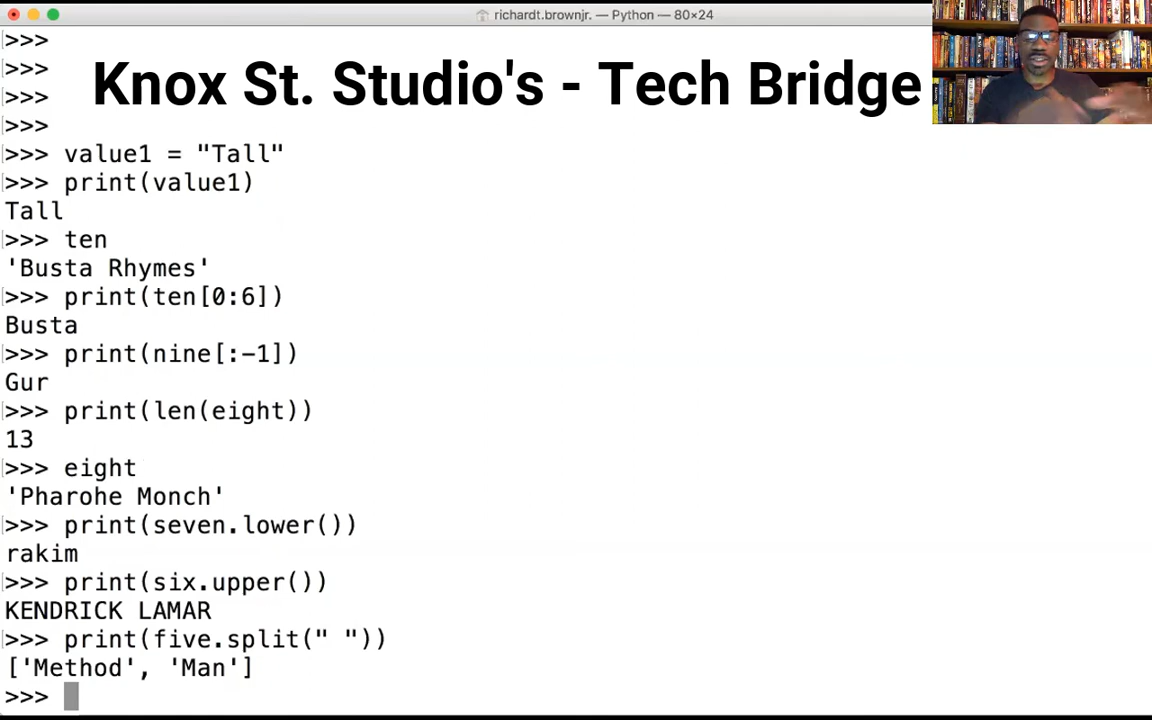 richardt.brownjr. — Python — 80×24
>>>
>>>
>>>
>>>
Knox St. Studio's - Tech Bridge
>>> value1 = "Tall"
>>> print(value1)
Tall
>>> ten
'Busta Rhymes'
>>> print(ten[0:6])
Busta
>>> print(nine[:-1])
Gur
>>> print(len(eight))
13
>>> eight
'Pharohe Monch'
>>> print(seven.lower())
rakim
>>> print(six.upper())
KENDRICK LAMAR
>>> print(five.split(" "))
['Method', 'Man']
>>>